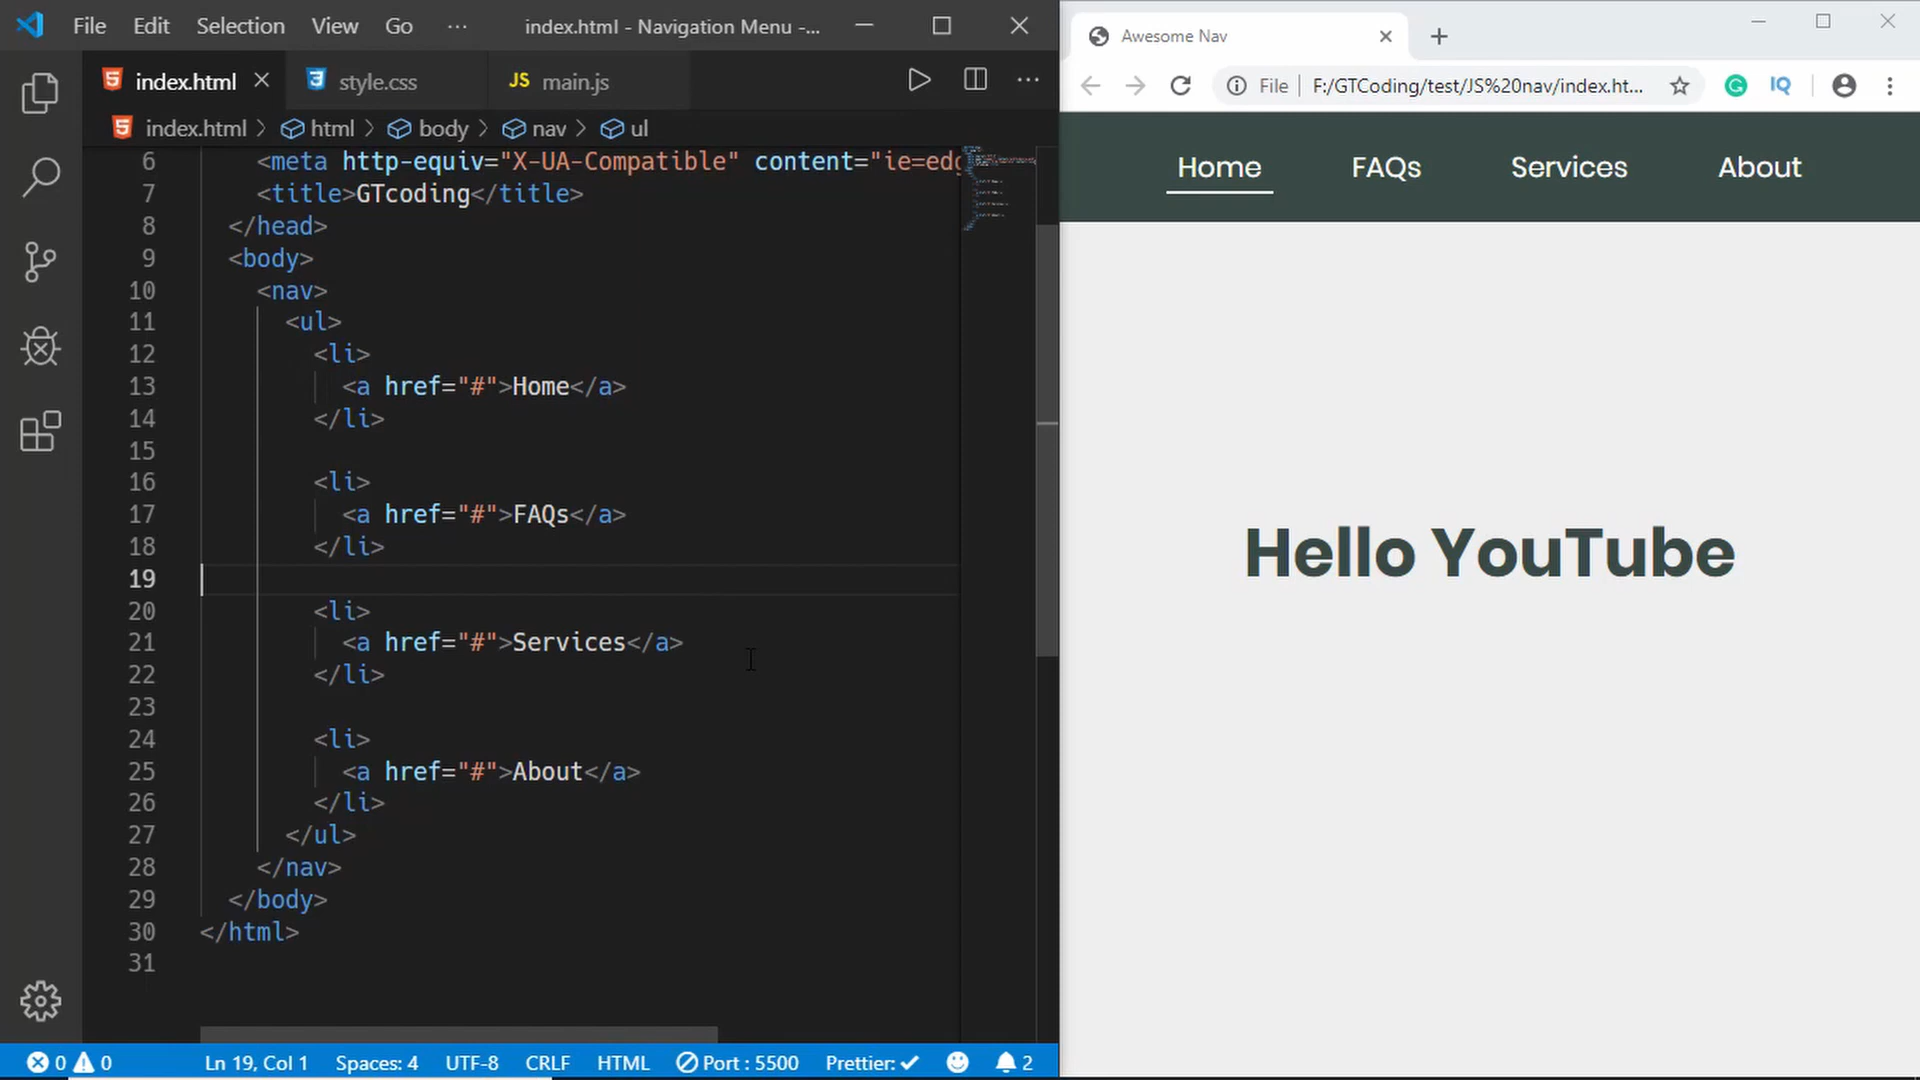 File Edit Selection View Go ··· index.html - Navigation Menu -...
index.html style.css JS main.js
index.html > html > body > nav > ul
6 <meta http-equiv="X-UA-Compatible" content="ie=edg
7 <title>GTcoding</title>
8 </head>
9 <body>
10 <nav>
11 <ul>
12 <li>
13 <a href="#">Home</a>
14 </li>
15
16 <li>
17 <a href="#">FAQs</a>
18 </li>
19
20 <li>
21 <a href="#">Services</a>
22 </li>
23
24 <li>
25 <a href="#">About</a>
26 </li>
27 </ul>
28 </nav>
29 </body>
30 </html>
31
0 0 Ln 19, Col 1 Spaces: 4 UTF-8 CRLF HTML Port : 5500 Prettier: 2
Awesome Nav
File F:/GTCoding/test/JS%20nav/index.ht... IQ
Home FAQs Services About
Hello YouTube